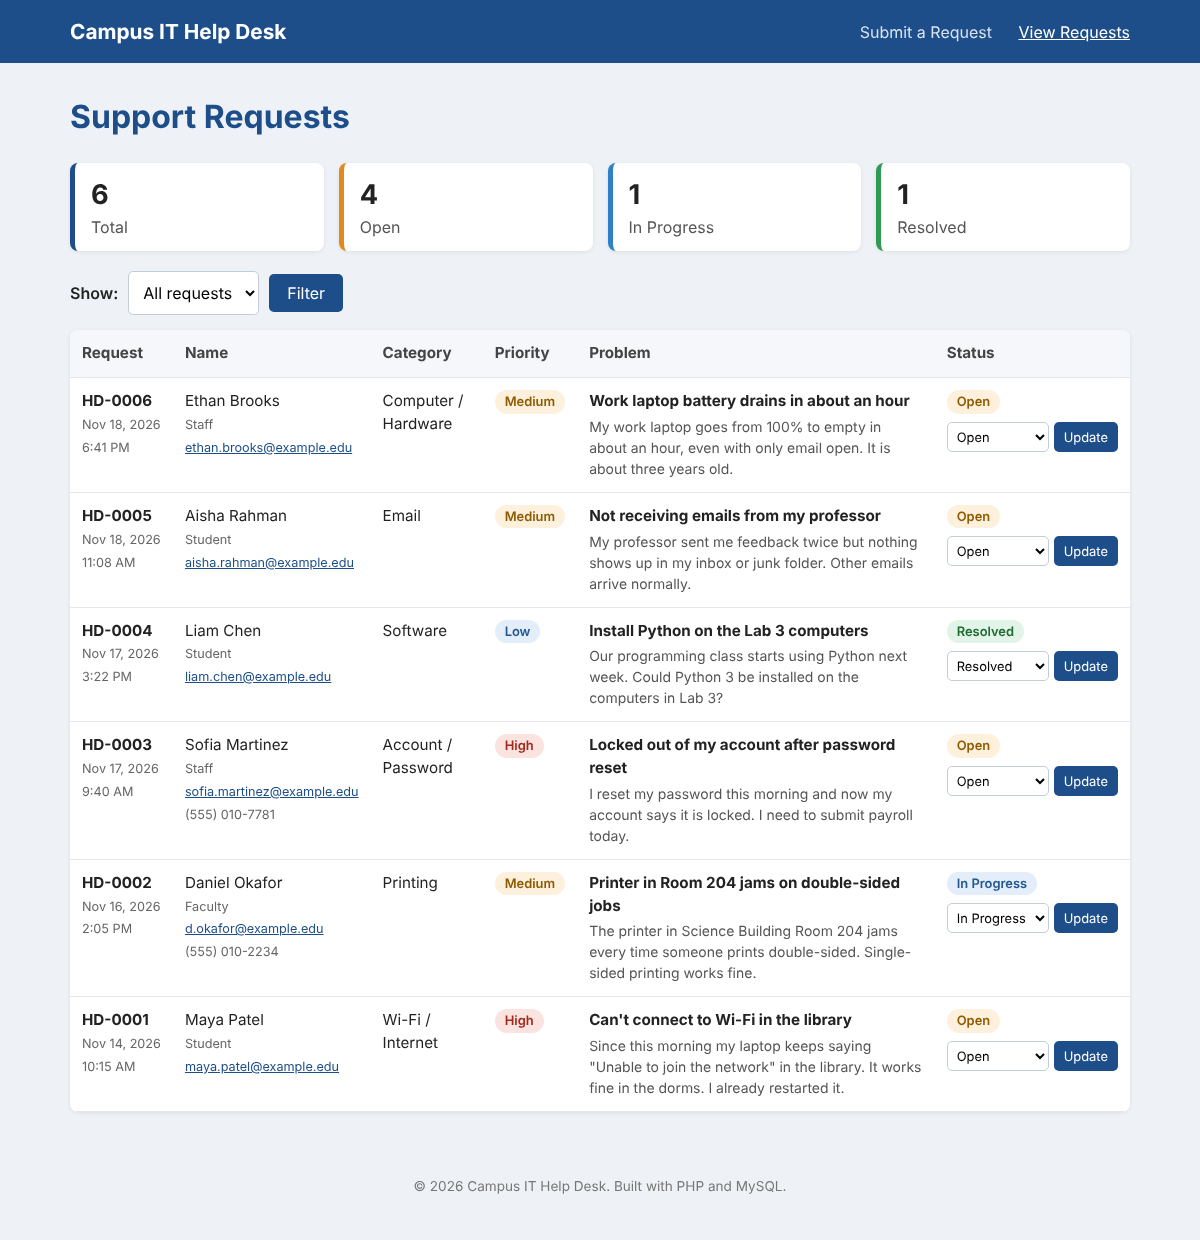 Campus IT Help Desk
Submit a Request
View Requests
Support Requests
6
Total
4
Open
1
In Progress
1
Resolved
Show:
All requests
Filter
Request Name Category Priority Problem Status
HD-0006
Nov 18, 2026
6:41 PM
Ethan Brooks
Staff
ethan.brooks@example.edu
Computer /
Hardware
Medium
Work laptop battery drains in about an hour
My work laptop goes from 100% to empty in
about an hour, even with only email open. It is
about three years old.
Open
Open
Update
HD-0005
Nov 18, 2026
11:08 AM
Aisha Rahman
Student
aisha.rahman@example.edu
Email
Medium
Not receiving emails from my professor
My professor sent me feedback twice but nothing
shows up in my inbox or junk folder. Other emails
arrive normally.
Open
Open
Update
HD-0004
Nov 17, 2026
3:22 PM
Liam Chen
Student
liam.chen@example.edu
Software
Low
Install Python on the Lab 3 computers
Our programming class starts using Python next
week. Could Python 3 be installed on the
computers in Lab 3?
Resolved
Resolved
Update
HD-0003
Nov 17, 2026
9:40 AM
Sofia Martinez
Staff
sofia.martinez@example.edu
(555) 010-7781
Account /
Password
High
Locked out of my account after password
reset
I reset my password this morning and now my
account says it is locked. I need to submit payroll
today.
Open
Open
Update
HD-0002
Nov 16, 2026
2:05 PM
Daniel Okafor
Faculty
d.okafor@example.edu
(555) 010-2234
Printing
Medium
Printer in Room 204 jams on double-sided
jobs
The printer in Science Building Room 204 jams
every time someone prints double-sided. Single-
sided printing works fine.
In Progress
In Progress
Update
HD-0001
Nov 14, 2026
10:15 AM
Maya Patel
Student
maya.patel@example.edu
Wi-Fi /
Internet
High
Can't connect to Wi-Fi in the library
Since this morning my laptop keeps saying
"Unable to join the network" in the library. It works
fine in the dorms. I already restarted it.
Open
Open
Update
© 2026 Campus IT Help Desk. Built with PHP and MySQL.